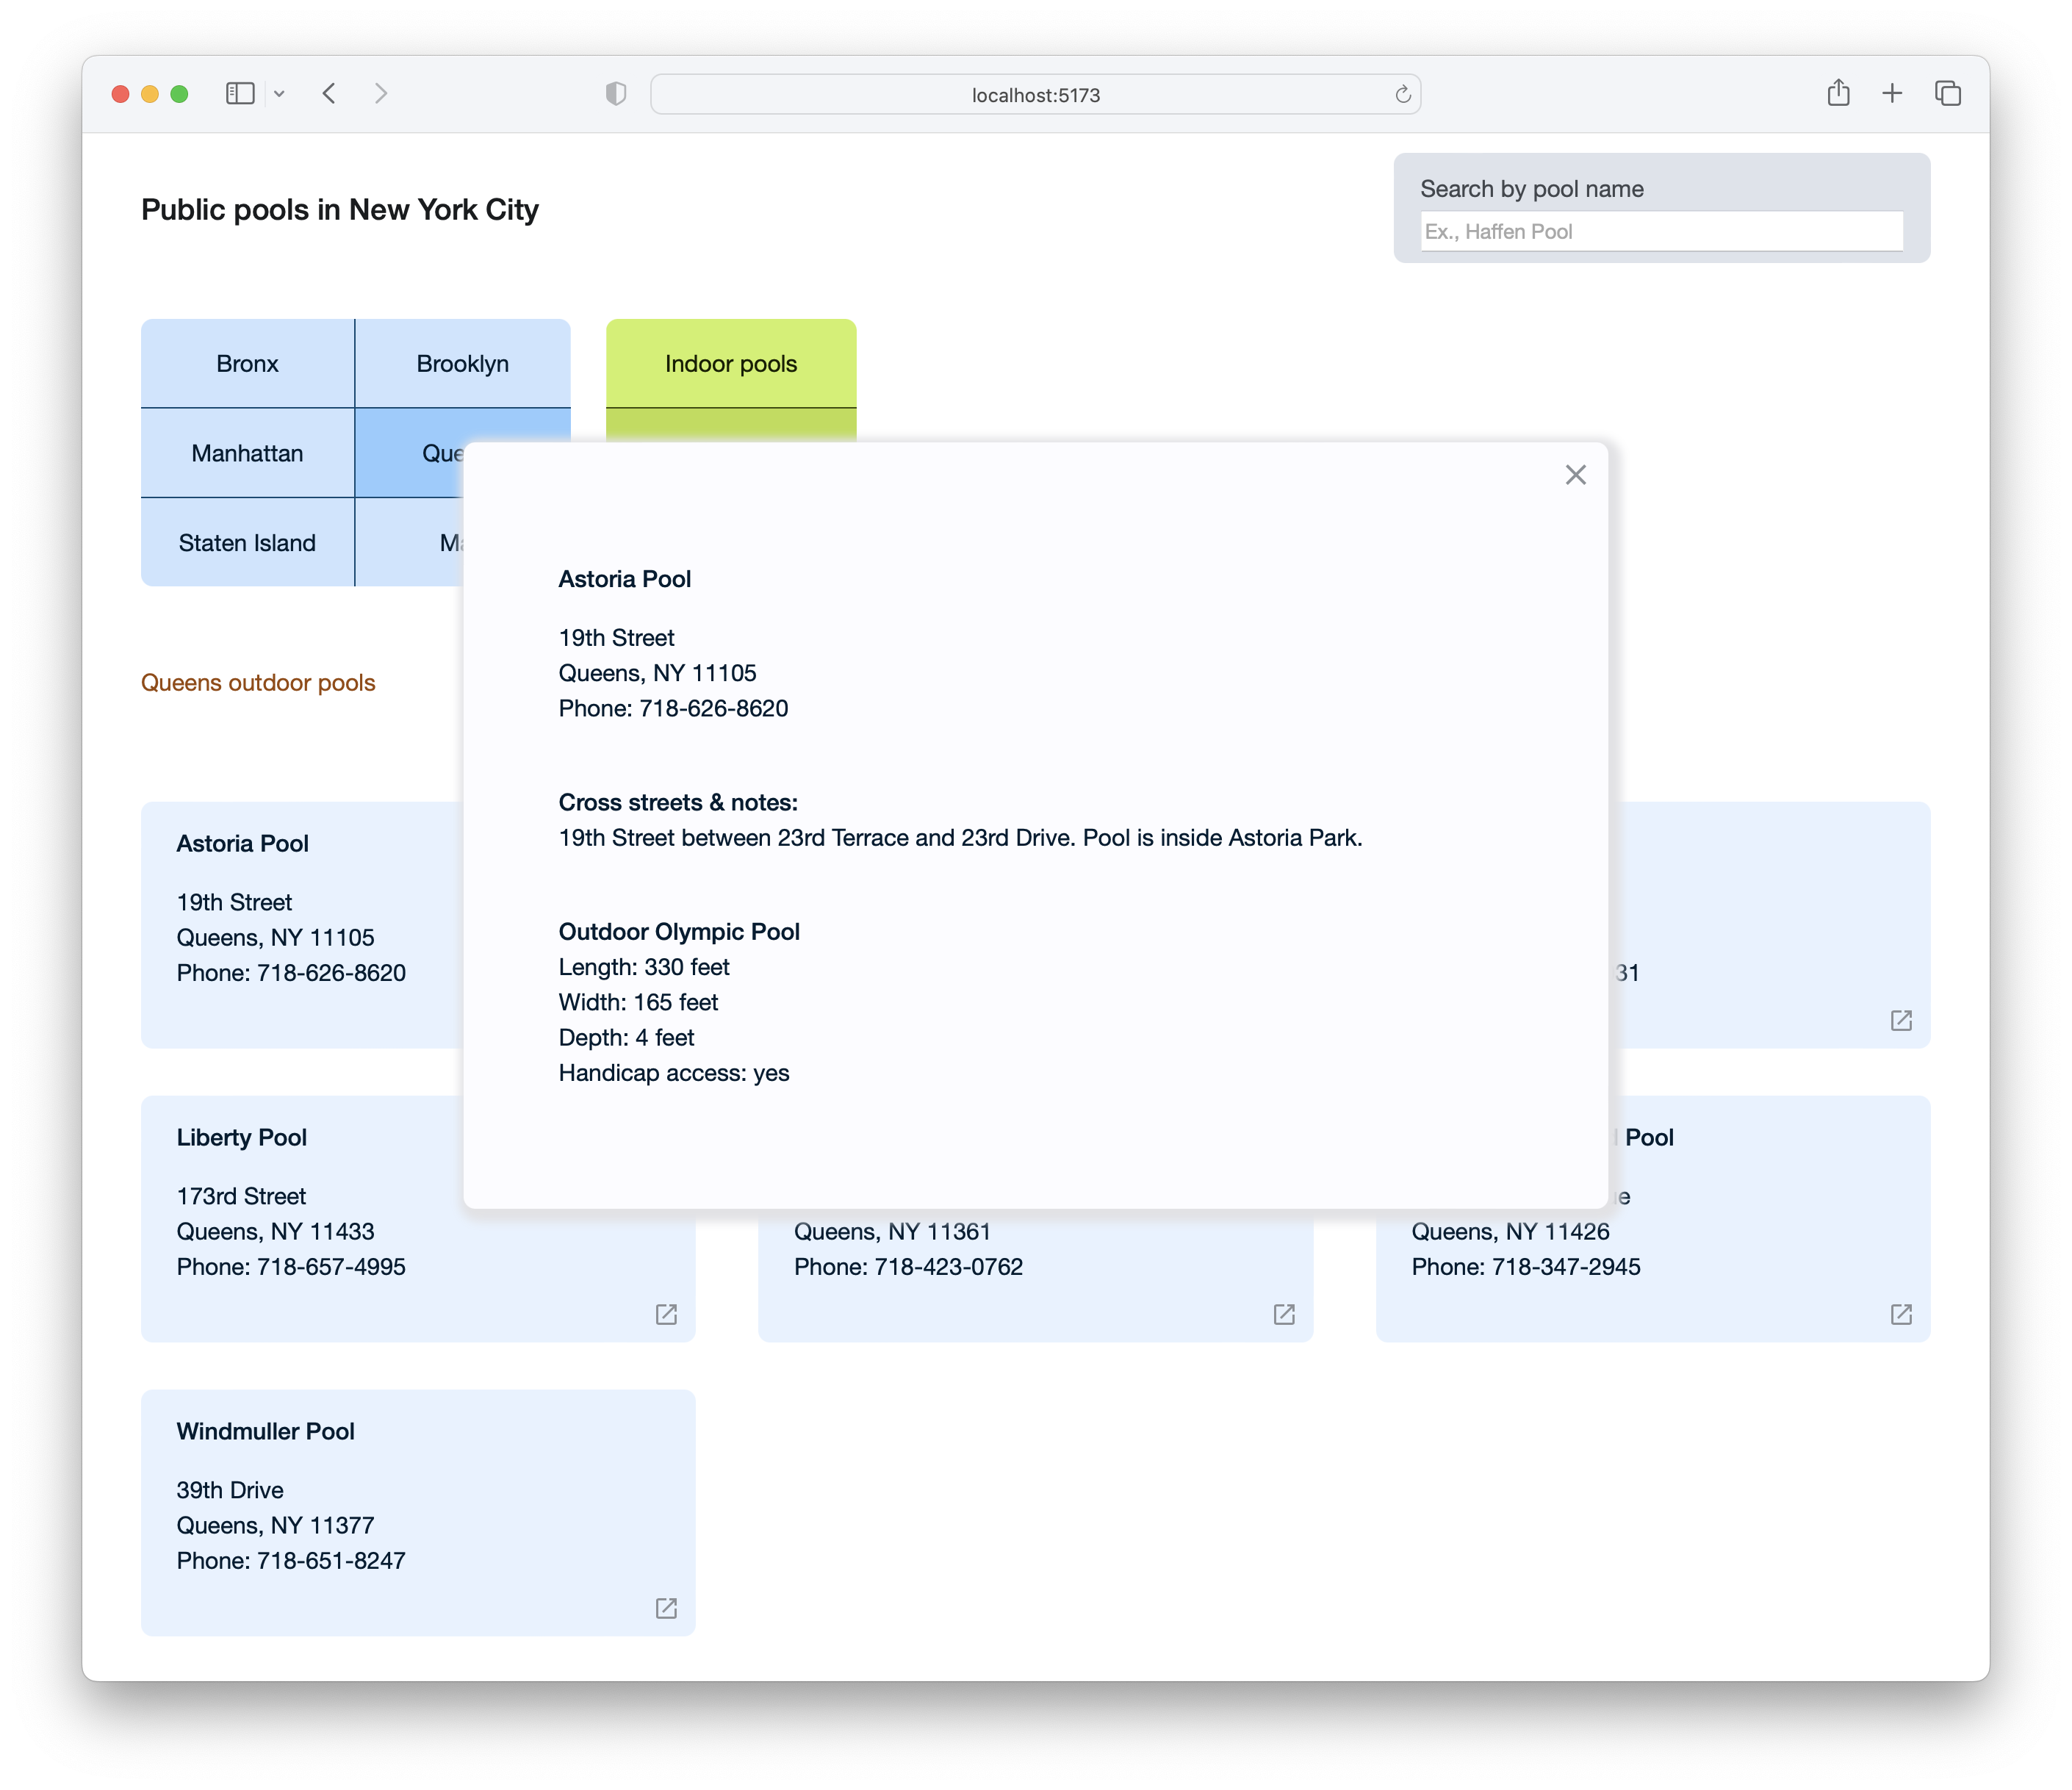 localhost:5173
Public pools in New York City
Search by pool name
Ex., Haffen Pool
Bronx
Brooklyn
Indoor pools
Manhattan
Staten Island
Queens outdoor pools
Astoria Pool
19th Street
Queens, NY 11105
Phone: 718-626-8620
Cross streets & notes:
19th Street between 23rd Terrace and 23rd Drive. Pool is inside Astoria Park.
Outdoor Olympic Pool
Length: 330 feet
Width: 165 feet
Depth: 4 feet
Handicap access: yes
Astoria Pool
19th Street
Queens, NY 11105
Phone: 718-626-8620
31
Liberty Pool
173rd Street
Queens, NY 11433
Phone: 718-657-4995
Queens, NY 11361
Phone: 718-423-0762
Pool
Queens, NY 11426
Phone: 718-347-2945
Windmuller Pool
39th Drive
Queens, NY 11377
Phone: 718-651-8247